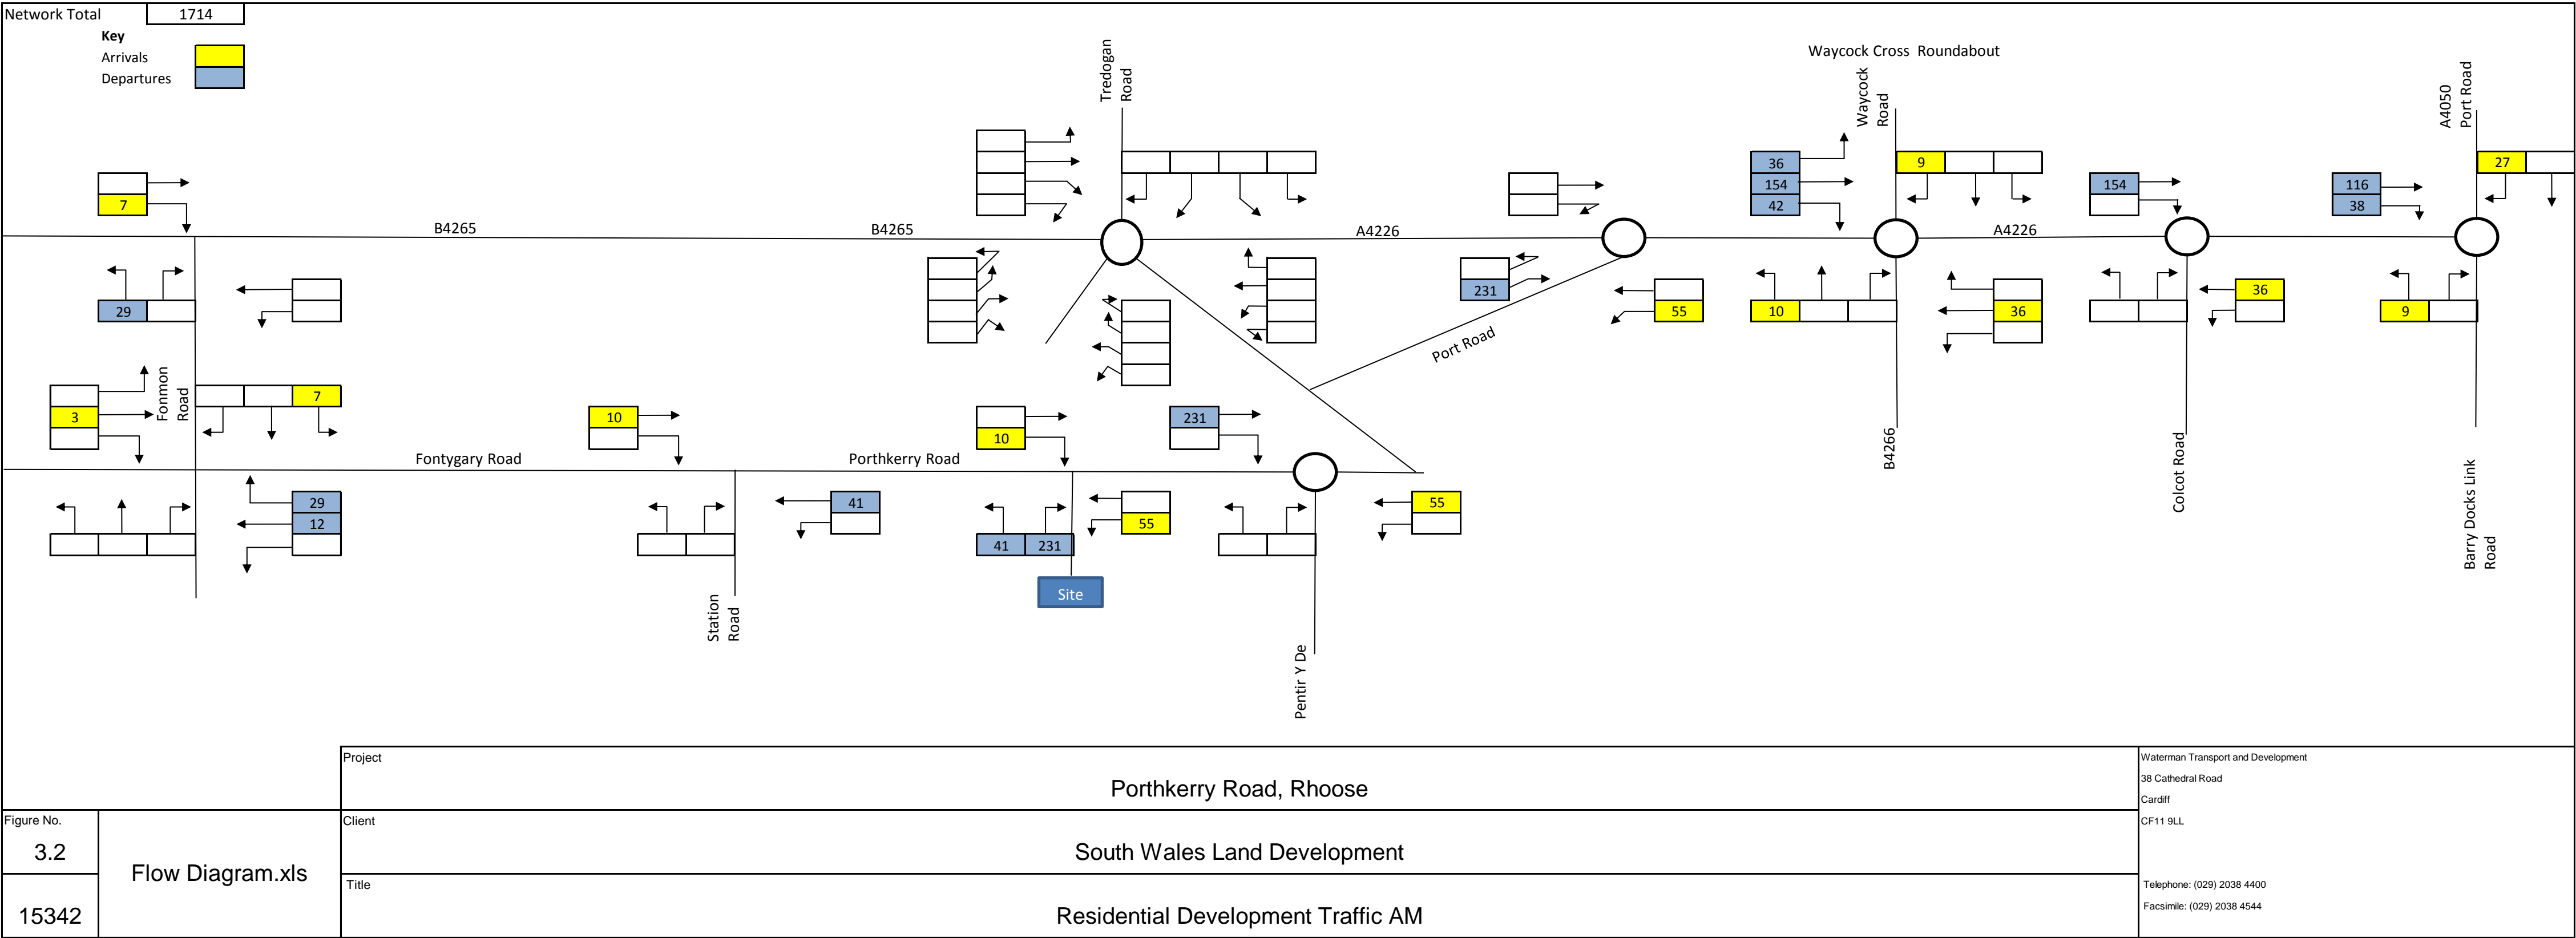 Network Total 1714
Key
Arrivals
Departures
Tredogan
Road
Waycock Cross Roundabout
Waycock
Road
A4050
Port Road
7
36
154
42
9
154
116
38
27
B4265
B4265
A4226
A4226
29
231
55
10
36
36
9
Port Road
Fonmon
Road
3
7
10
10
231
B4266
Colcot Road
Barry Docks Link
Road
Fontygary Road
Porthkerry Road
29
12
41
41 231
55
55
Site
Station
Road
Pentir Y De
Project
Porthkerry Road, Rhoose
Waterman Transport and Development
38 Cathedral Road
Cardiff
CF11 9LL
Figure No.
3.2
Flow Diagram.xls
Client
South Wales Land Development
15342
Title
Residential Development Traffic AM
Telephone: (029) 2038 4400
Facsimile: (029) 2038 4544